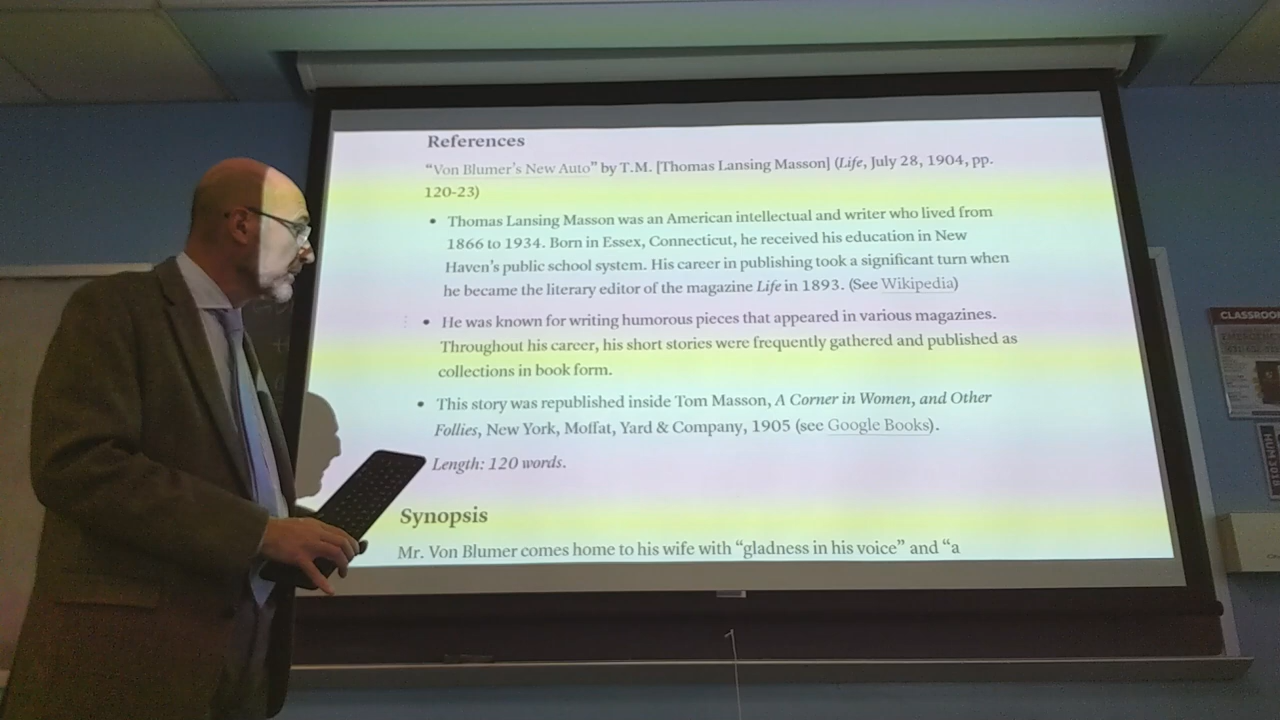 References
“Von Blumer's New Auto” by T.M. [Thomas Lansing Masson] (Life, July 28, 1904, pp.
120-23)
• Thomas Lansing Masson was an American intellectual and writer who lived from
1866 to 1934. Born in Essex, Connecticut, he received his education in New
Haven's public school system. His career in publishing took a significant turn when
he became the literary editor of the magazine Life in 1893. (See Wikipedia)
• He was known for writing humorous pieces that appeared in various magazines.
Throughout his career, his short stories were frequently gathered and published as
collections in book form.
• This story was republished inside Tom Masson, A Corner in Women, and Other
Follies, New York, Moffat, Yard & Company, 1905 (see Google Books).
Length: 120 words.
Synopsis
Mr. Von Blumer comes home to his wife with “gladness in his voice” and “a
CLASSROO
HUM 301B